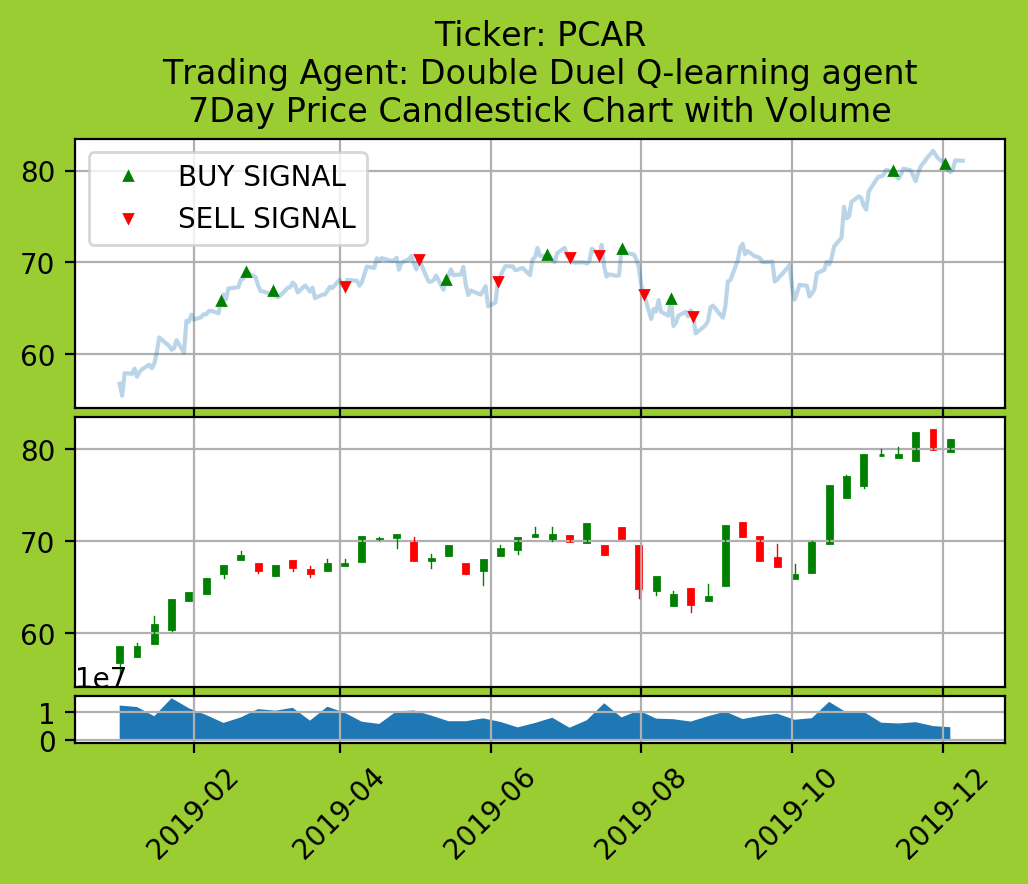 Ticker: PCAR
Trading Agent: Double Duel Q-learning agent
7Day Price Candlestick Chart with Volume
80
70
60
BUY SIGNAL
SELL SIGNAL
80
70
60
1e7
1
0
2019-02
2019-04
2019-06
2019-08
2019-10
2019-12